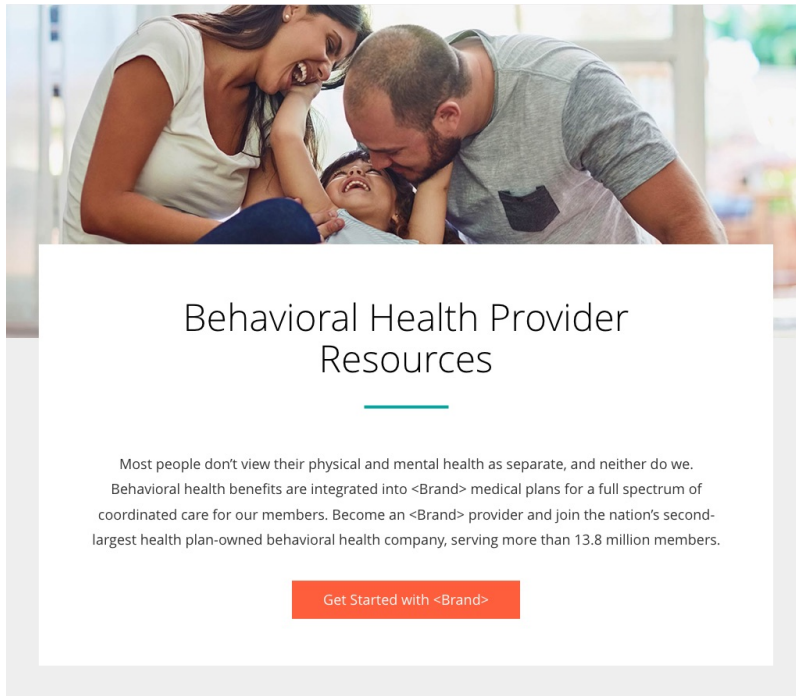 Behavioral Health Provider
Resources
Most people don’t view their physical and mental health as separate, and neither do we.
Behavioral health benefits are integrated into <Brand> medical plans for a full spectrum of
coordinated care for our members. Become an <Brand> provider and join the nation’s second-
largest health plan-owned behavioral health company, serving more than 13.8 million members.
Get Started with <Brand>